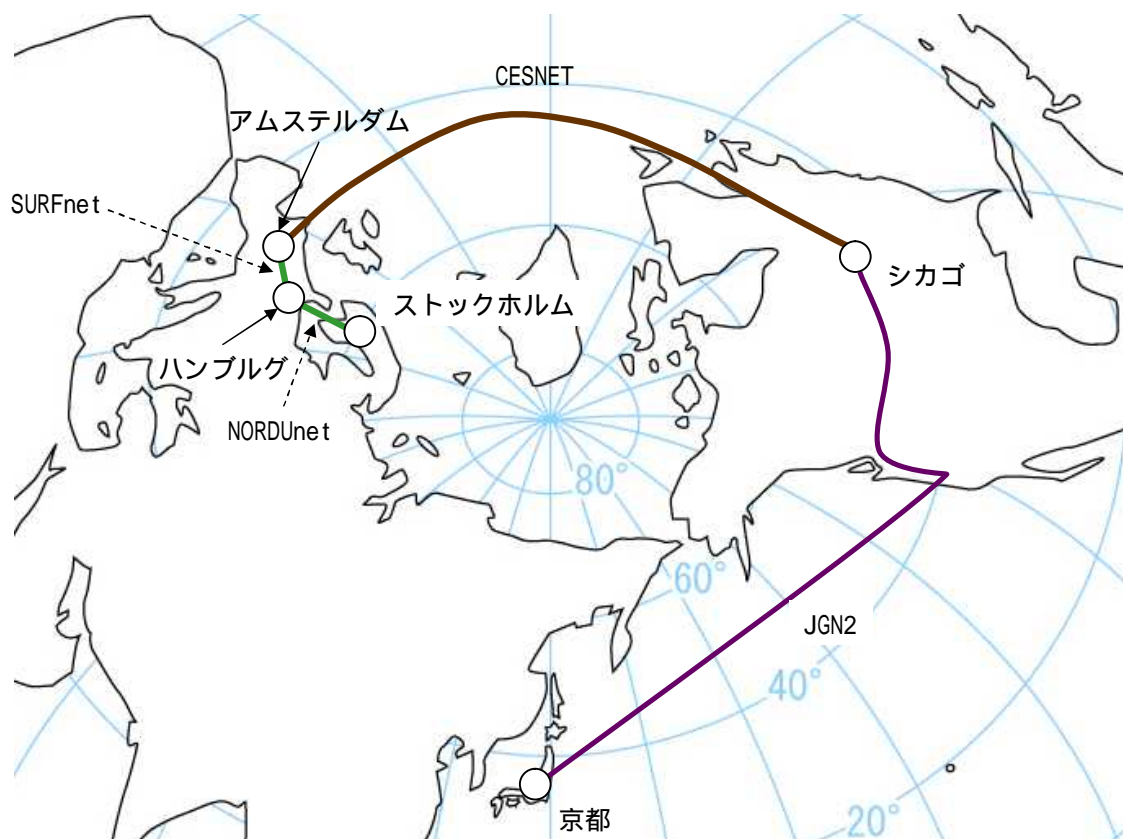 CESNET
アムステルダム
SURFnet
シカゴ
ストックホルム
ハンブルグ
NORDUnet
80°
60°
JGN2
40°
京都
20°